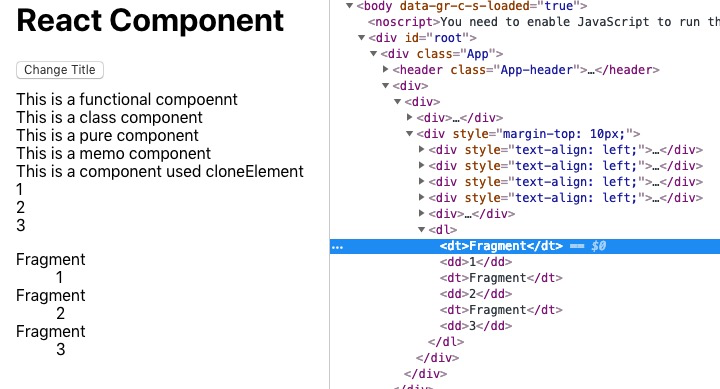 React Component
Change Title
This is a functional compoennt
This is a class component
This is a pure component
This is a memo component
This is a component used cloneElement
1
2
3
Fragment
1
Fragment
2
Fragment
3
<body data-gr-c-s-loaded="true">
<noscript>You need to enable JavaScript to run th
<div id="root">
<div class="App">
<header class="App-header">…</header>
<div>
<div>
<div>…</div>
<div style="margin-top: 10px;">
<div style="text-align: left;">…</div>
<div style="text-align: left;">…</div>
<div style="text-align: left;">…</div>
<div style="text-align: left;">…</div>
<div>…</div>
<dl>
… <dt>Fragment</dt> == $0
<dd>1</dd>
<dt>Fragment</dt>
<dd>2</dd>
<dt>Fragment</dt>
<dd>3</dd>
</dl>
</div>
</div>